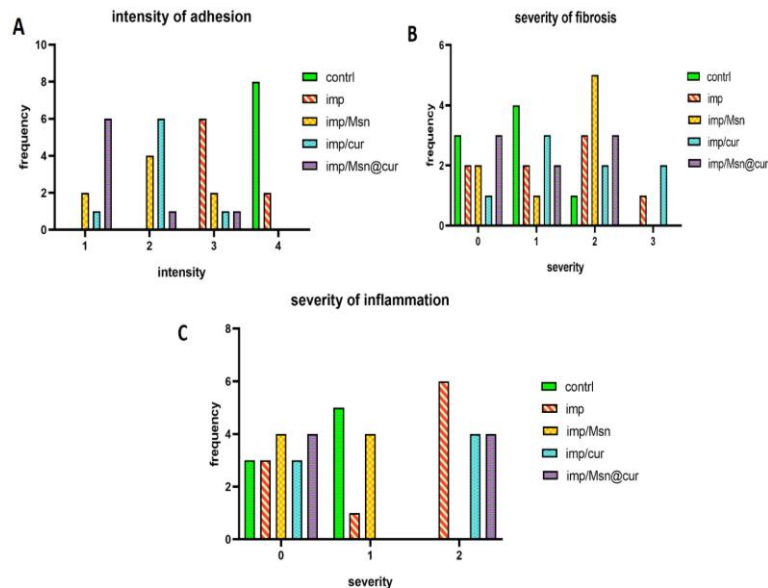 A
intensity of adhesion
10
8
6
4
2
0
frequency
1 2 3 4
intensity
contrl
imp
imp/Msn
imp/cur
imp/Msn@cur
B
severity of fibrosis
6
4
2
0
frequency
0 1 2 3
severity
contrl
imp
imp/Msn
imp/cur
imp/Msn@cur
C
severity of inflammation
8
6
4
2
0
frequency
0 1 2
severity
contrl
imp
imp/Msn
imp/cur
imp/Msn@cur